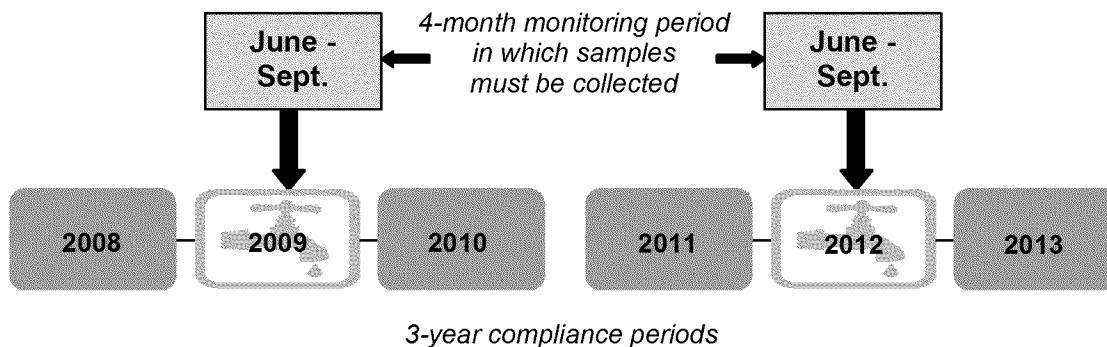 June -
Sept.
4-month monitoring period
in which samples
must be collected
June -
Sept.
2008
2009
2010
2011
2012
2013
3-year compliance periods